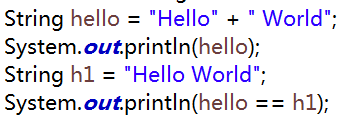 String hello = "Hello" + " World";
System.out.println(hello);
String h1 = "Hello World";
System.out.println(hello == h1);